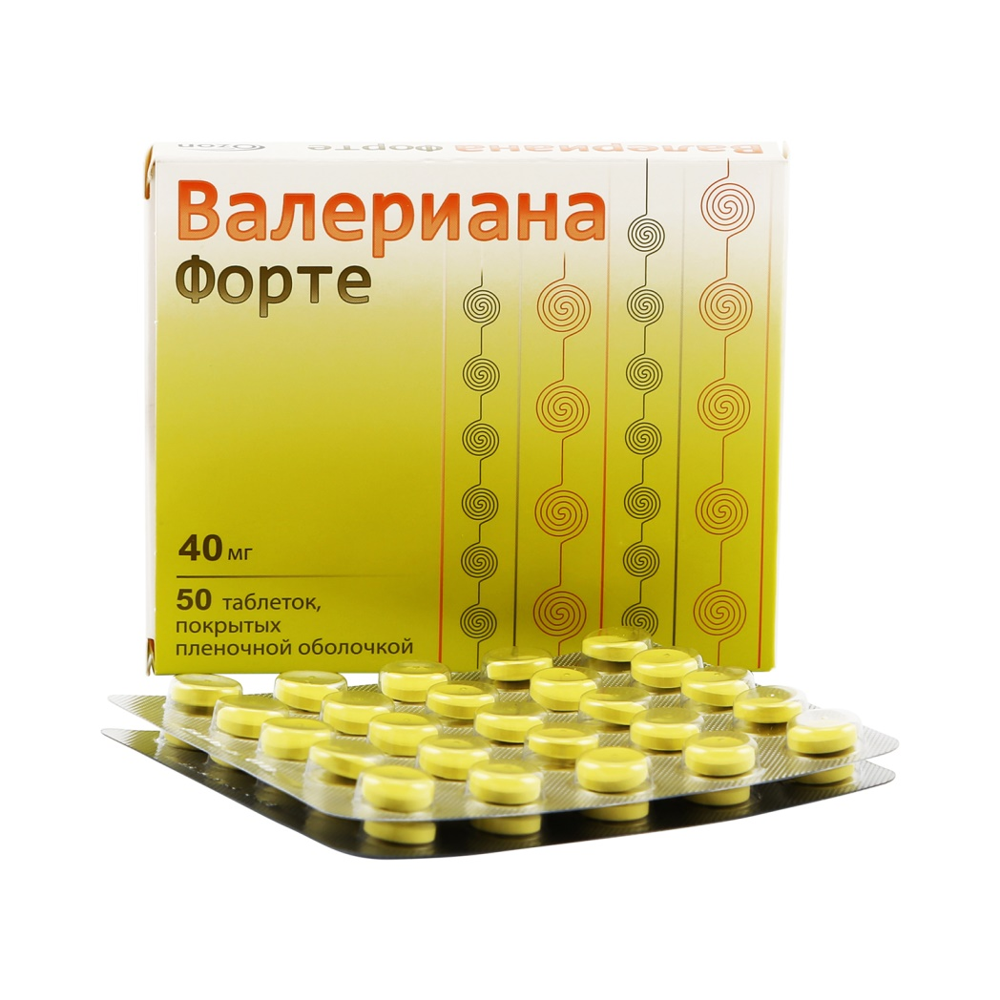 Валериана Форте Ozon
Валериана
Форте
40 мг
50 таблеток,
покрытых
пленочной оболочкой